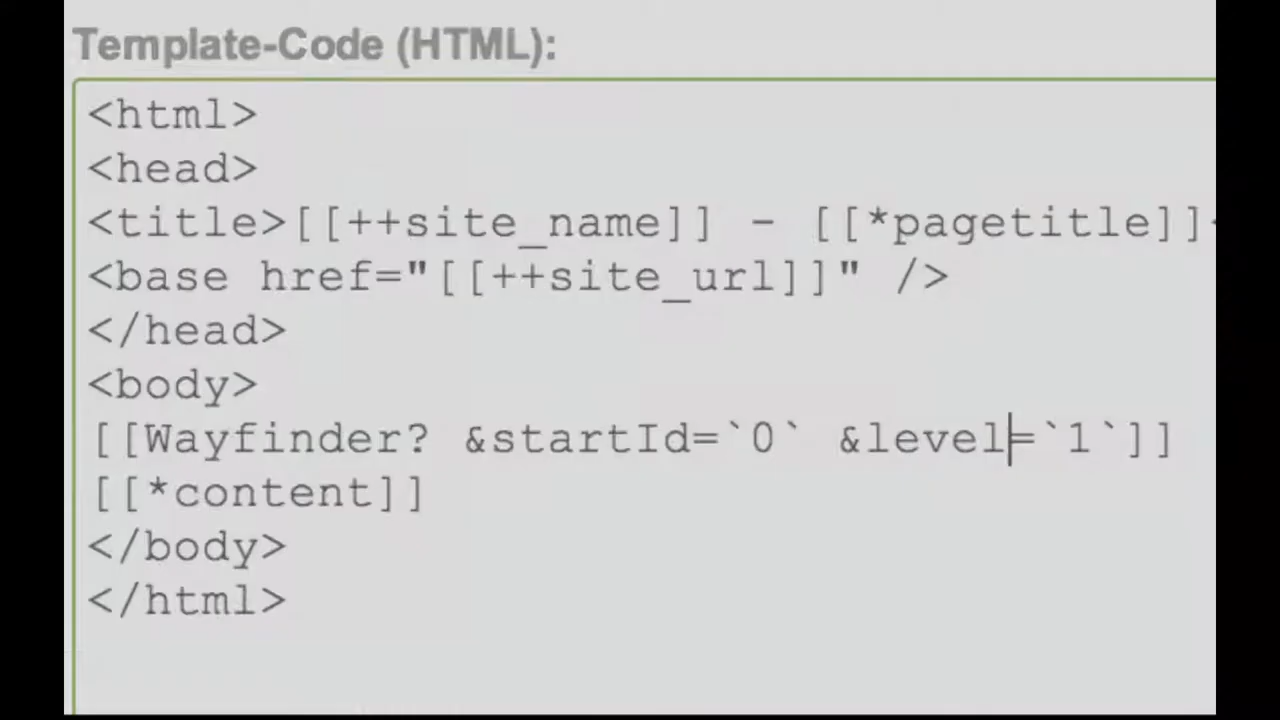 Template-Code (HTML):
<html>
<head>
<title>[[++site_name]] - [[*pagetitle]]<
<base href="[[++site_url]]" />
</head>
<body>
[[Wayfinder? &startId=`0` &level=`1`]]
[[*content]]
</body>
</html>